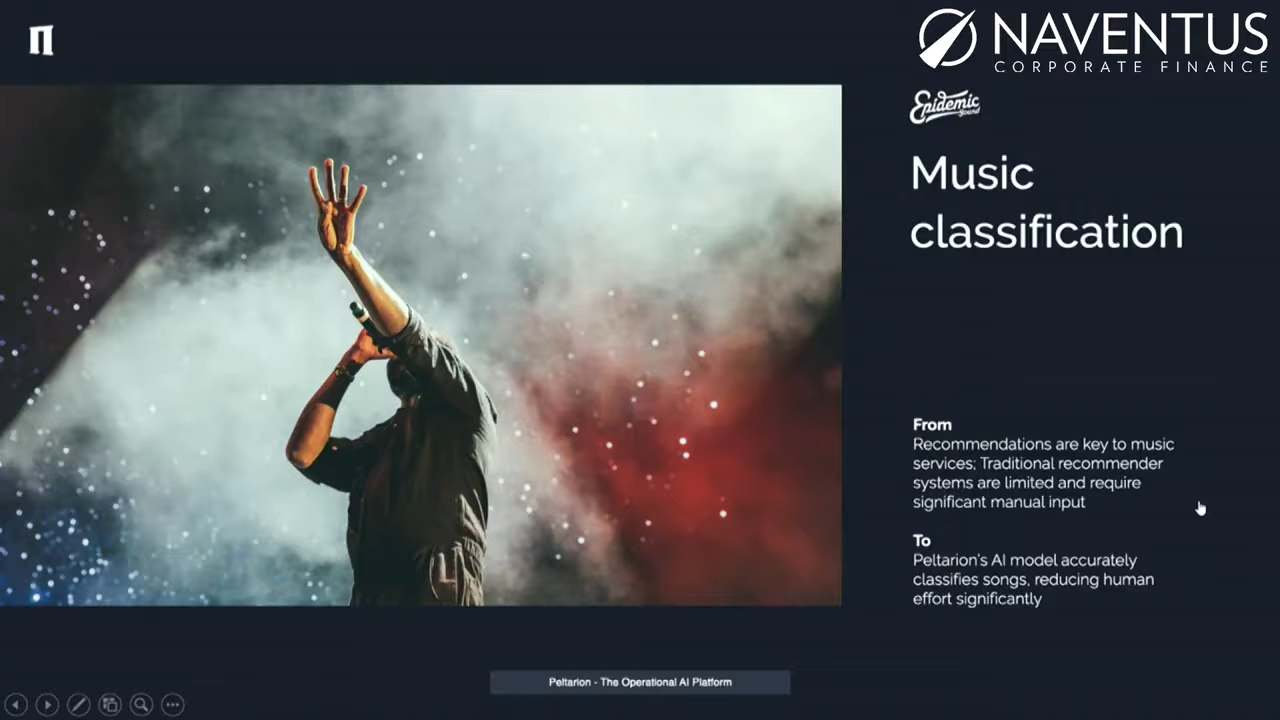 NAVENTUS
CORPORATE FINANCE
Epidemic
Sound
Music
classification
From
Recommendations are key to music
services; Traditional recommender
systems are limited and require
significant manual input
To
Peltarion's AI model accurately
classifies songs, reducing human
effort significantly
Peltarion - The Operational AI Platform